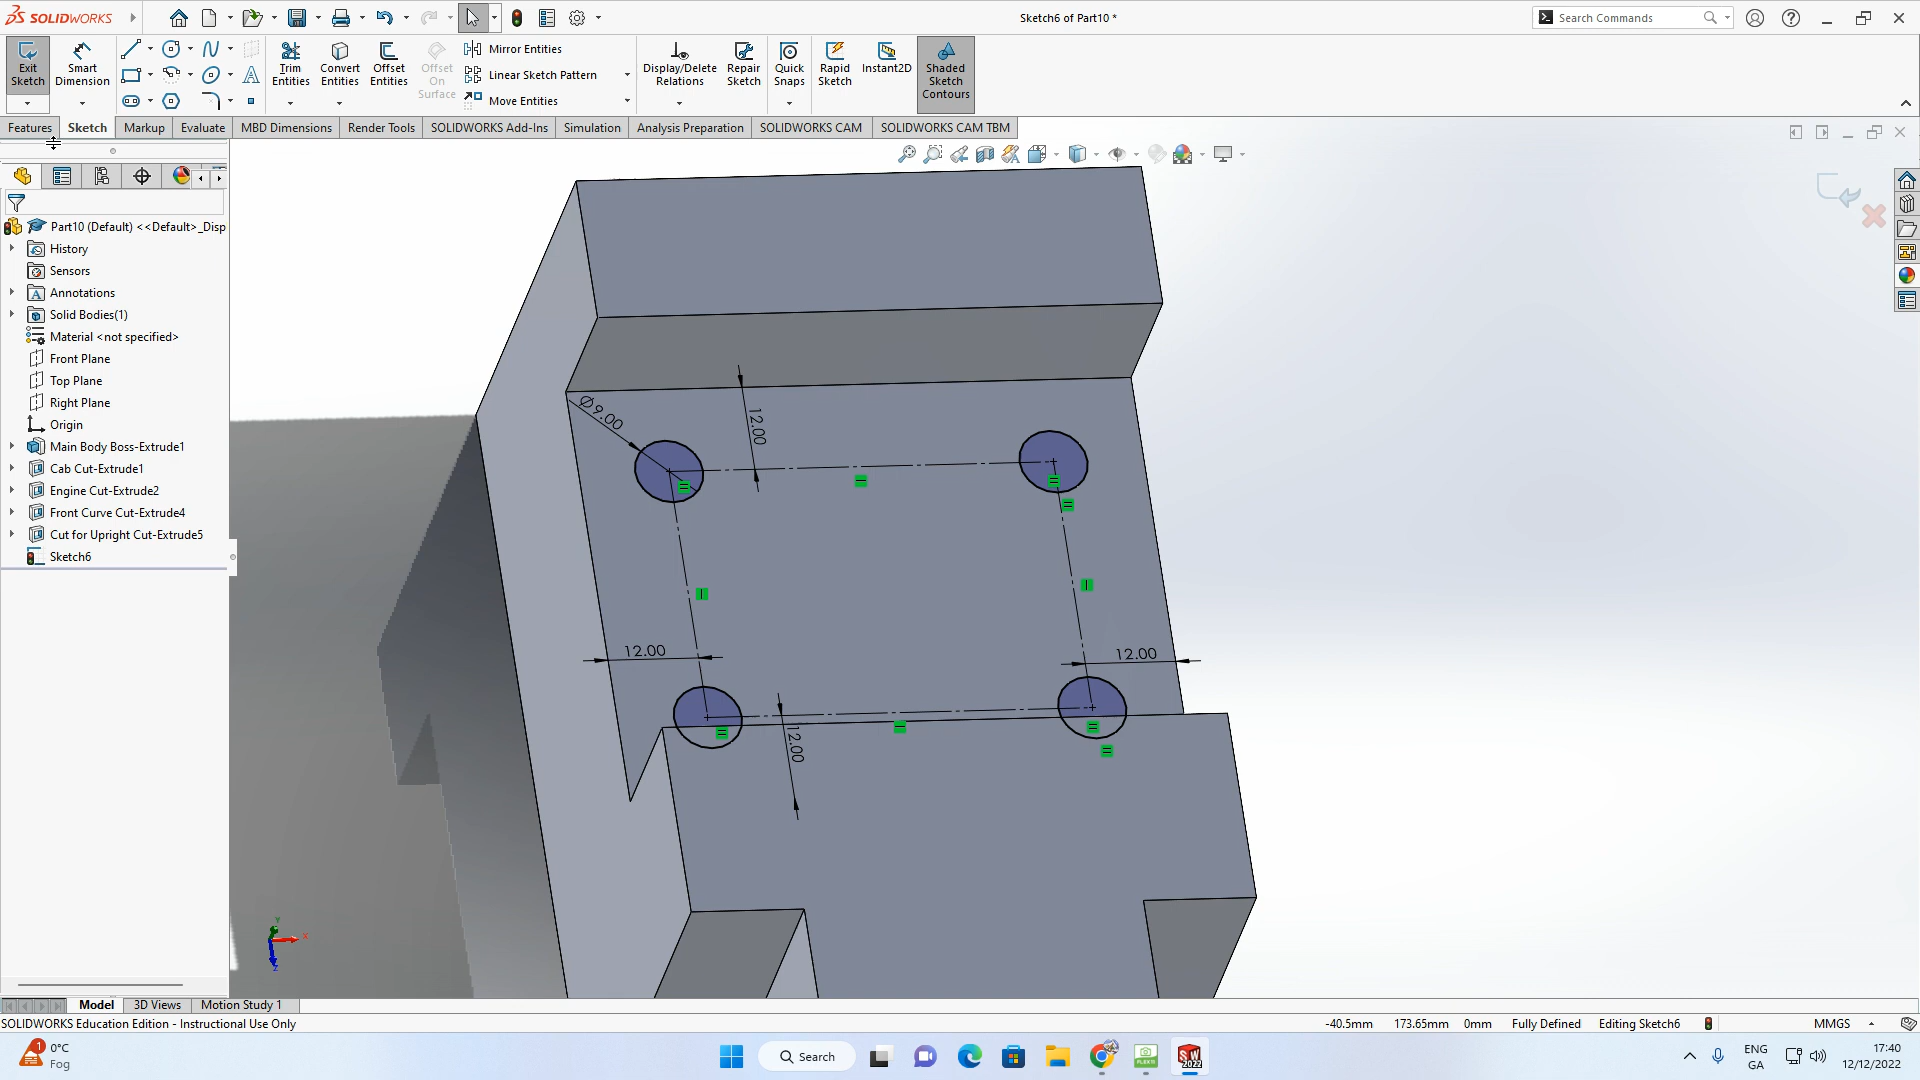 SOLIDWORKS
Sketch6 of Part10 *
Search Commands
Exit Sketch
Smart Dimension
Trim Entities
Convert Entities
Offset Entities
Offset On Surface
Mirror Entities
Linear Sketch Pattern
Move Entities
Display/Delete Relations
Repair Sketch
Quick Snaps
Rapid Sketch
Instant2D
Shaded Sketch Contours
Features
Sketch
Markup
Evaluate
MBD Dimensions
Render Tools
SOLIDWORKS Add-Ins
Simulation
Analysis Preparation
SOLIDWORKS CAM
SOLIDWORKS CAM TBM
Part10 (Default) <<Default>_Disp
History
Sensors
Annotations
Solid Bodies(1)
Material <not specified>
Front Plane
Top Plane
Right Plane
Origin
Main Body Boss-Extrude1
Cab Cut-Extrude1
Engine Cut-Extrude2
Front Curve Cut-Extrude4
Cut for Upright Cut-Extrude5
Sketch6
Ø9.00
12.00
12.00
12.00
12.00
Model
3D Views
Motion Study 1
SOLIDWORKS Education Edition - Instructional Use Only
-40.5mm 173.65mm 0mm Fully Defined Editing Sketch6 MMGS
1
0°C
Fog
Search
ENG
GA
17:40
12/12/2022